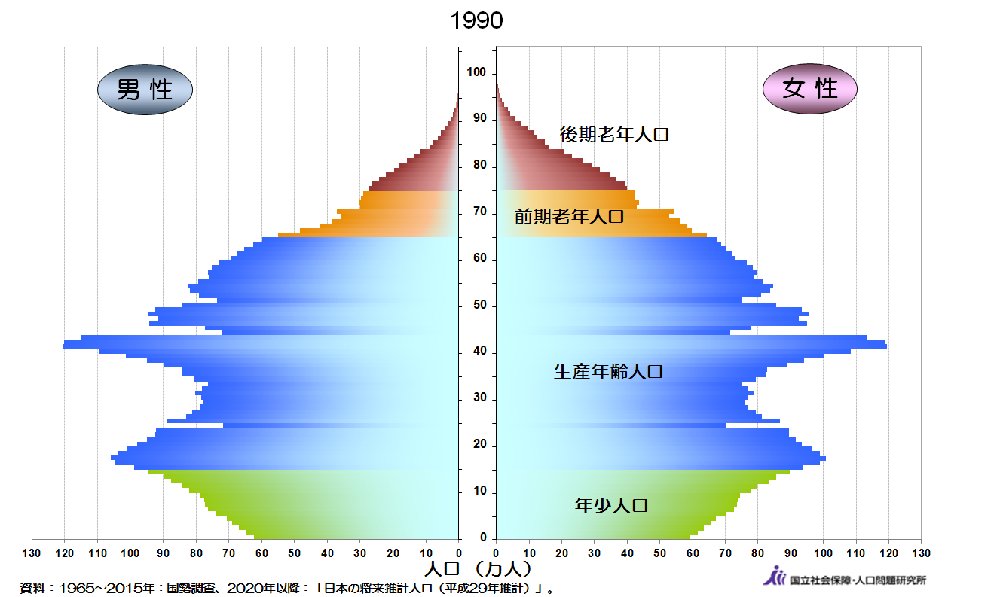 1990
男 性
女 性
100
90
80
70
60
50
40
30
20
10
0
後期老年人口
前期老年人口
生産年齢人口
年少人口
130 120 110 100 90 80 70 60 50 40 30 20 10 0
0 10 20 30 40 50 60 70 80 90 100 110 120 130
人口 （万人）
資料：1965～2015年：国勢調査、2020年以降：「日本の将来推計人口（平成29年推計）」。
国立社会保障・人口問題研究所